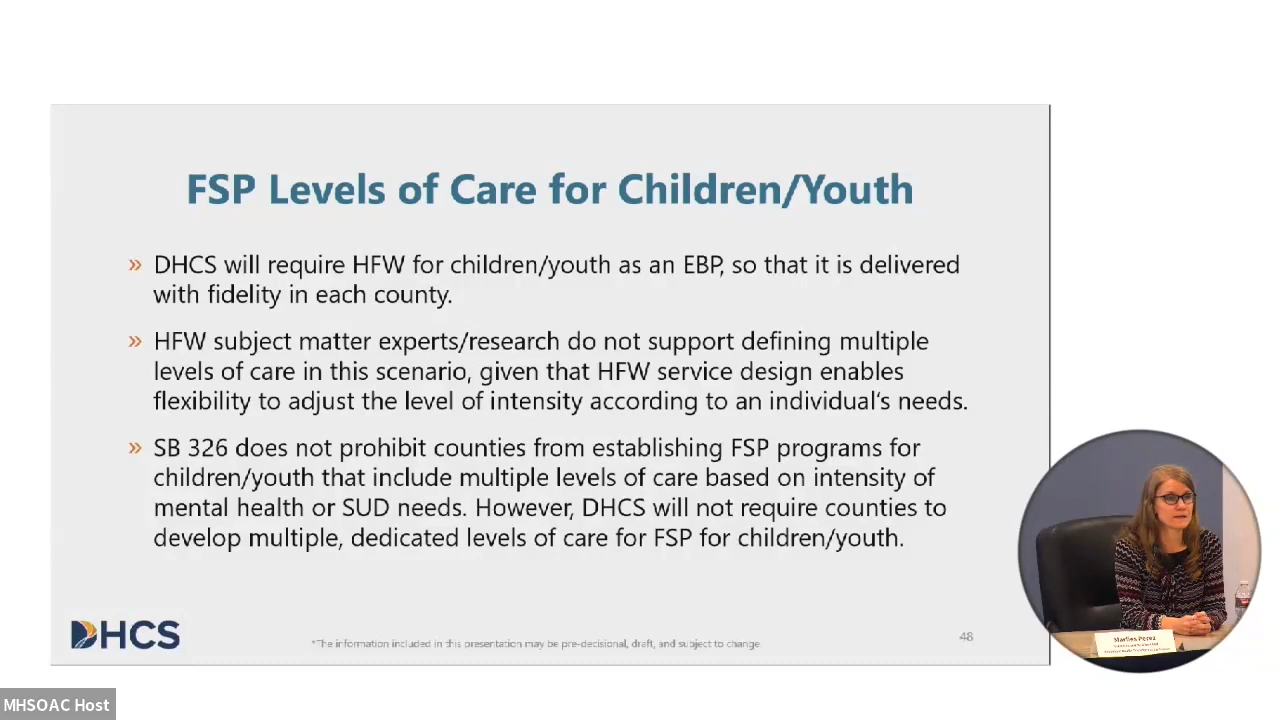 FSP Levels of Care for Children/Youth
» DHCS will require HFW for children/youth as an EBP, so that it is delivered
with fidelity in each county.
» HFW subject matter experts/research do not support defining multiple
levels of care in this scenario, given that HFW service design enables
flexibility to adjust the level of intensity according to an individual's needs.
» SB 326 does not prohibit counties from establishing FSP programs for
children/youth that include multiple levels of care based on intensity of
mental health or SUD needs. However, DHCS will not require counties to
develop multiple, dedicated levels of care for FSP for children/youth.
DHCS
*The information included in this presentation may be pre-decisional, draft, and subject to change.
48
Marlies Perez
MHSOAC Host